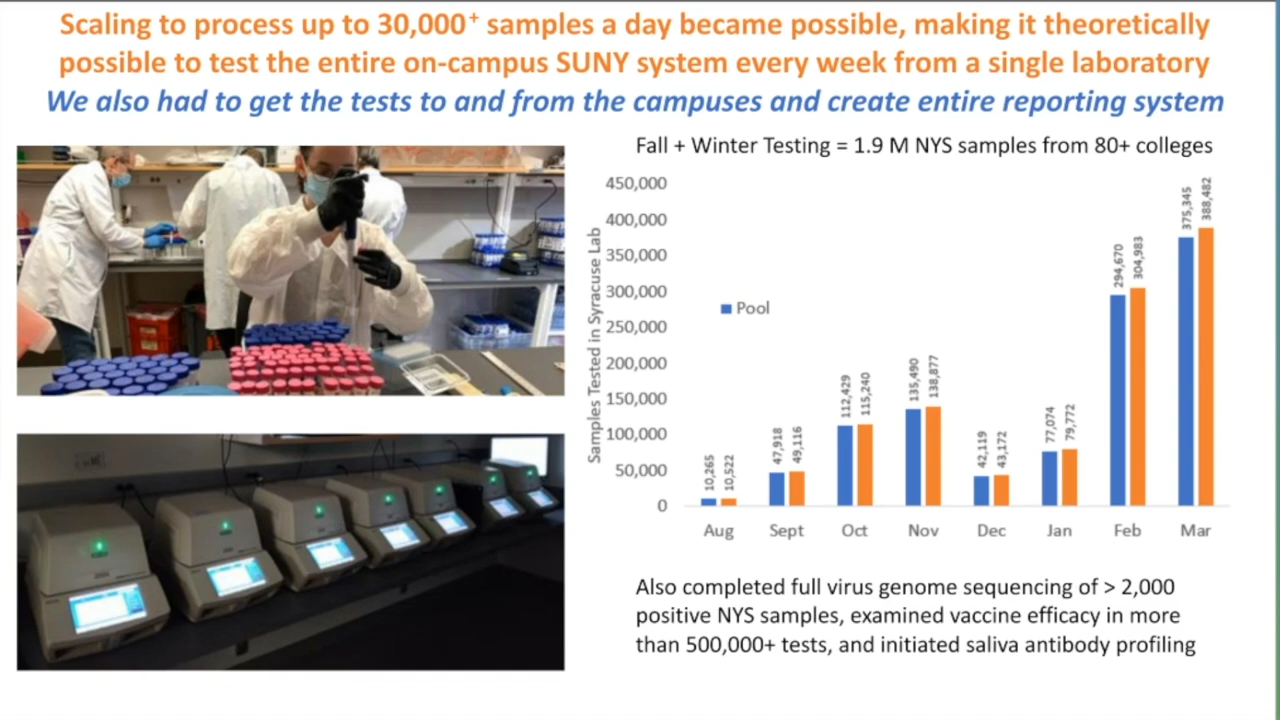 Scaling to process up to 30,000+ samples a day became possible, making it theoretically
possible to test the entire on-campus SUNY system every week from a single laboratory
We also had to get the tests to and from the campuses and create entire reporting system
Fall + Winter Testing = 1.9 M NYS samples from 80+ colleges
Samples Tested in Syracuse Lab
450,000
400,000
350,000
300,000
250,000
200,000
150,000
100,000
50,000
0
Pool
10,265
10,522
47,918
49,116
112,429
115,240
135,490
138,877
42,119
43,172
77,074
79,772
294,670
304,983
375,345
388,482
Aug Sept Oct Nov Dec Jan Feb Mar
Also completed full virus genome sequencing of > 2,000
positive NYS samples, examined vaccine efficacy in more
than 500,000+ tests, and initiated saliva antibody profiling